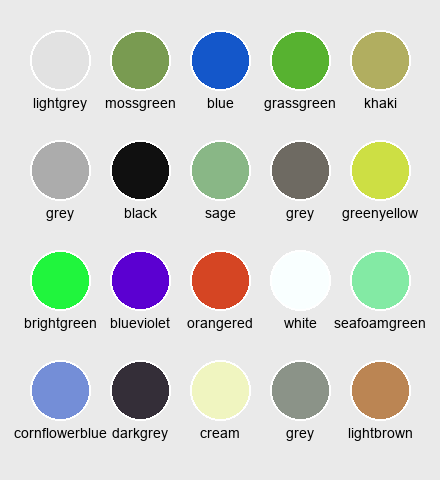 lightgrey mossgreen blue grassgreen khaki
grey black sage grey greenyellow
brightgreen blueviolet orangered white seafoamgreen
cornflowerblue darkgrey cream grey lightbrown